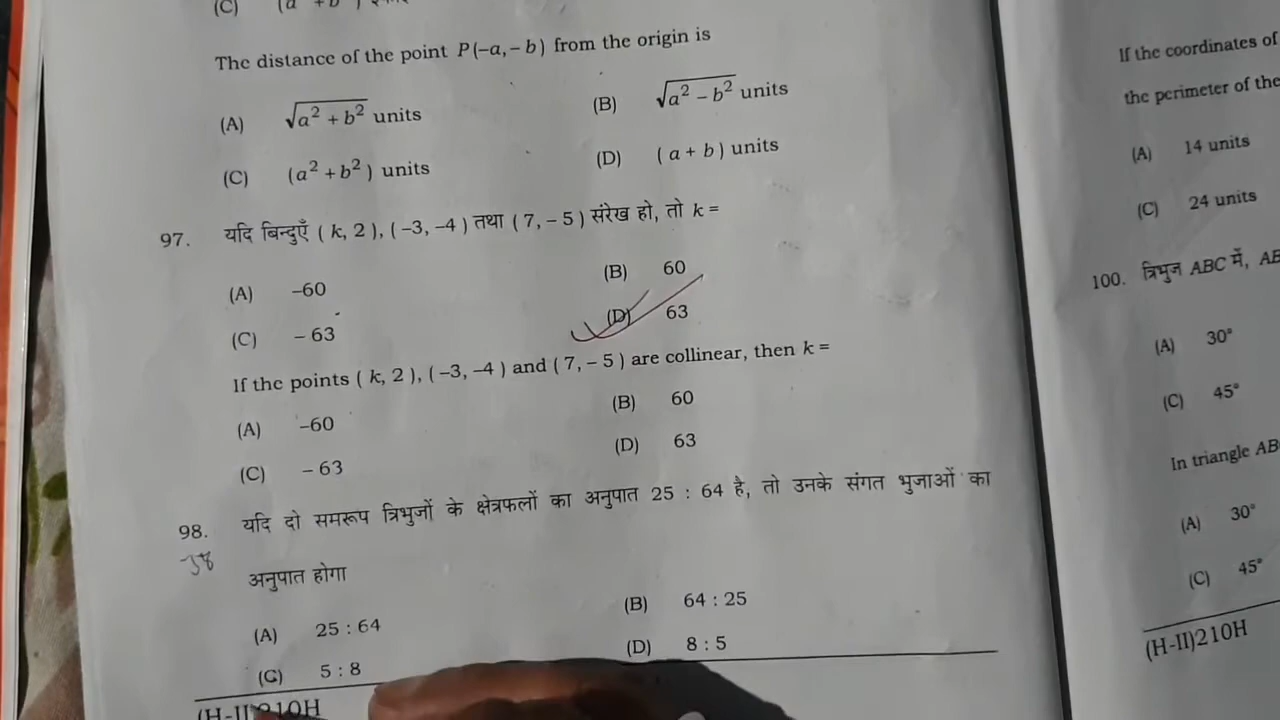 (C)
The distance of the point P(−a, − b) from the origin is
(A) √a² + b² units
(B) √a² − b² units
(C) (a² + b²) units
(D) (a + b) units
97. यदि बिन्दुएँ (k, 2), (−3, −4) तथा (7, − 5) संरेख हो, तो k =
(A) −60
(B) 60
(C) − 63
(D) 63
If the points (k, 2), (−3, −4) and (7, − 5) are collinear, then k =
(A) −60
(B) 60
(C) − 63
(D) 63
98. यदि दो समरूप त्रिभुजों के क्षेत्रफलों का अनुपात 25 : 64 है, तो उनके संगत भुजाओं का
अनुपात होगा
(A) 25 : 64
(B) 64 : 25
(C) 5 : 8
(D) 8 : 5
(H-II)210H
If the coordinates of
the perimeter of the
(A) 14 units
(C) 24 units
100. त्रिभुज ABC में,
(A) 30°
(C) 45°
In triangle
(A) 30°
(C) 45°
(H-II)210H